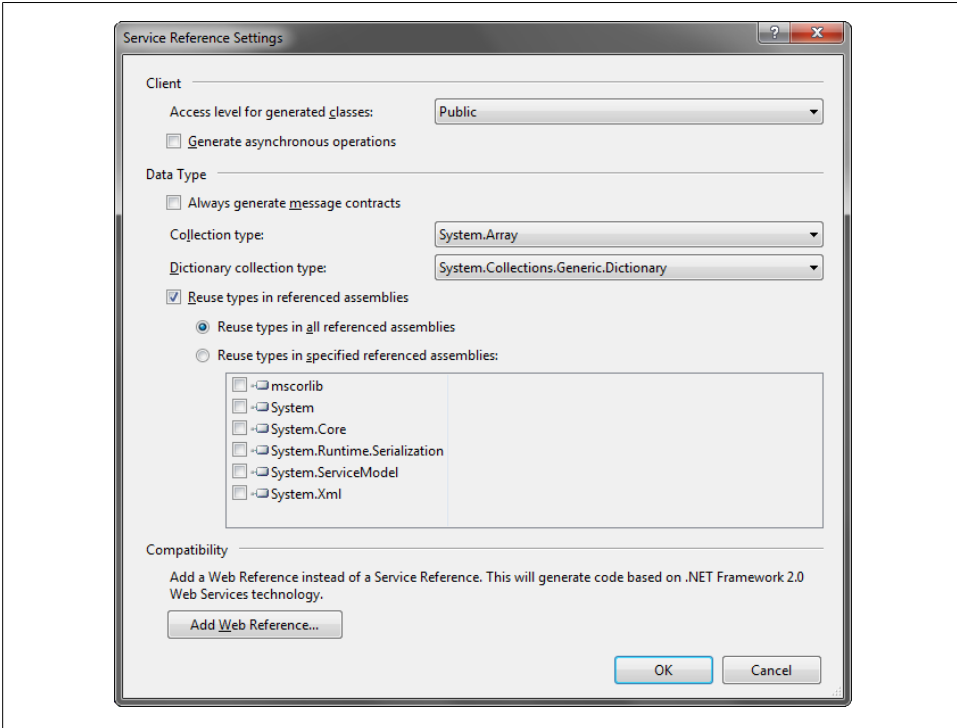 Service Reference Settings
?
X
Client
Access level for generated classes:
Public
Generate asynchronous operations
Data Type
Always generate message contracts
Collection type:
System.Array
Dictionary collection type:
System.Collections.Generic.Dictionary
Reuse types in referenced assemblies
Reuse types in all referenced assemblies
Reuse types in specified referenced assemblies:
mscorlib
System
System.Core
System.Runtime.Serialization
System.ServiceModel
System.Xml
Compatibility
Add a Web Reference instead of a Service Reference. This will generate code based on .NET Framework 2.0
Web Services technology.
Add Web Reference...
OK
Cancel